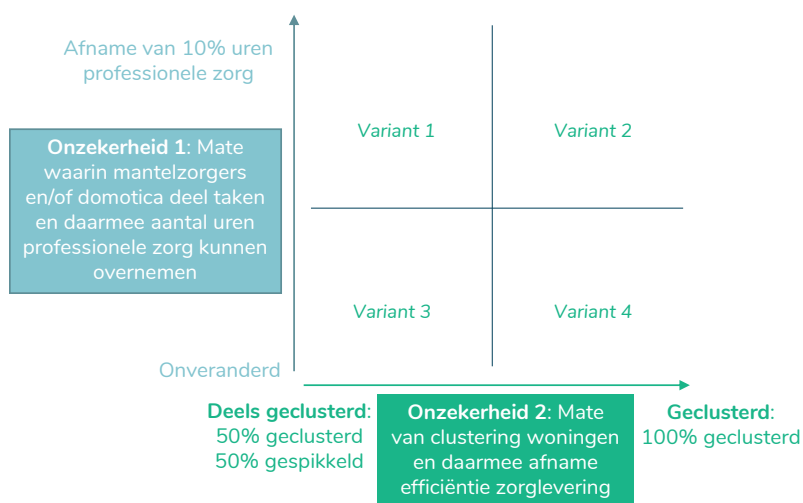 Afname van 10% uren
professionele zorg
Onzekerheid 1: Mate
waarin mantelzorgers
en/of domotica deel taken
en daarmee aantal uren
professionele zorg kunnen
overnemen
Variant 1
Variant 2
Variant 3
Variant 4
Onveranderd
Deels geclusterd:
50% geclusterd
50% gespikkeld
Onzekerheid 2: Mate
van clustering woningen
en daarmee afname
efficiëntie zorglevering
Geclusterd:
100% geclusterd